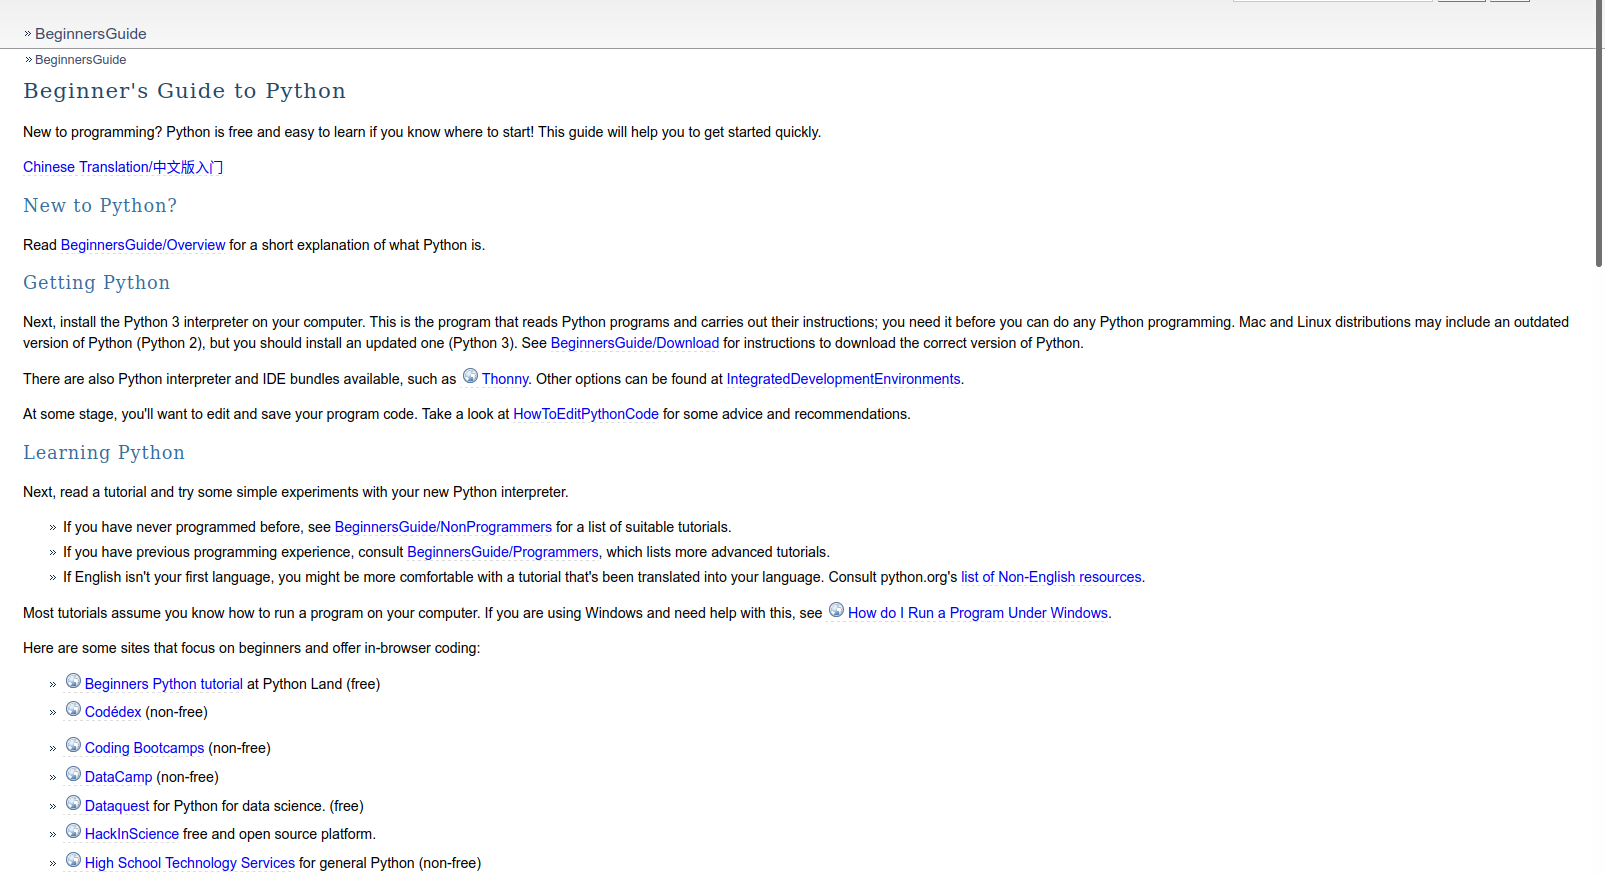 » BeginnersGuide
» BeginnersGuide
Beginner's Guide to Python
New to programming? Python is free and easy to learn if you know where to start! This guide will help you to get started quickly.
Chinese Translation/中文版入门
New to Python?
Read BeginnersGuide/Overview for a short explanation of what Python is.
Getting Python
Next, install the Python 3 interpreter on your computer. This is the program that reads Python programs and carries out their instructions; you need it before you can do any Python programming. Mac and Linux distributions may include an outdated
version of Python (Python 2), but you should install an updated one (Python 3). See BeginnersGuide/Download for instructions to download the correct version of Python.
There are also Python interpreter and IDE bundles available, such as Thonny. Other options can be found at IntegratedDevelopmentEnvironments.
At some stage, you'll want to edit and save your program code. Take a look at HowToEditPythonCode for some advice and recommendations.
Learning Python
Next, read a tutorial and try some simple experiments with your new Python interpreter.
» If you have never programmed before, see BeginnersGuide/NonProgrammers for a list of suitable tutorials.
» If you have previous programming experience, consult BeginnersGuide/Programmers, which lists more advanced tutorials.
» If English isn't your first language, you might be more comfortable with a tutorial that's been translated into your language. Consult python.org's list of Non-English resources.
Most tutorials assume you know how to run a program on your computer. If you are using Windows and need help with this, see How do I Run a Program Under Windows.
Here are some sites that focus on beginners and offer in-browser coding:
» Beginners Python tutorial at Python Land (free)
» Codédex (non-free)
» Coding Bootcamps (non-free)
» DataCamp (non-free)
» Dataquest for Python for data science. (free)
» HackInScience free and open source platform.
» High School Technology Services for general Python (non-free)